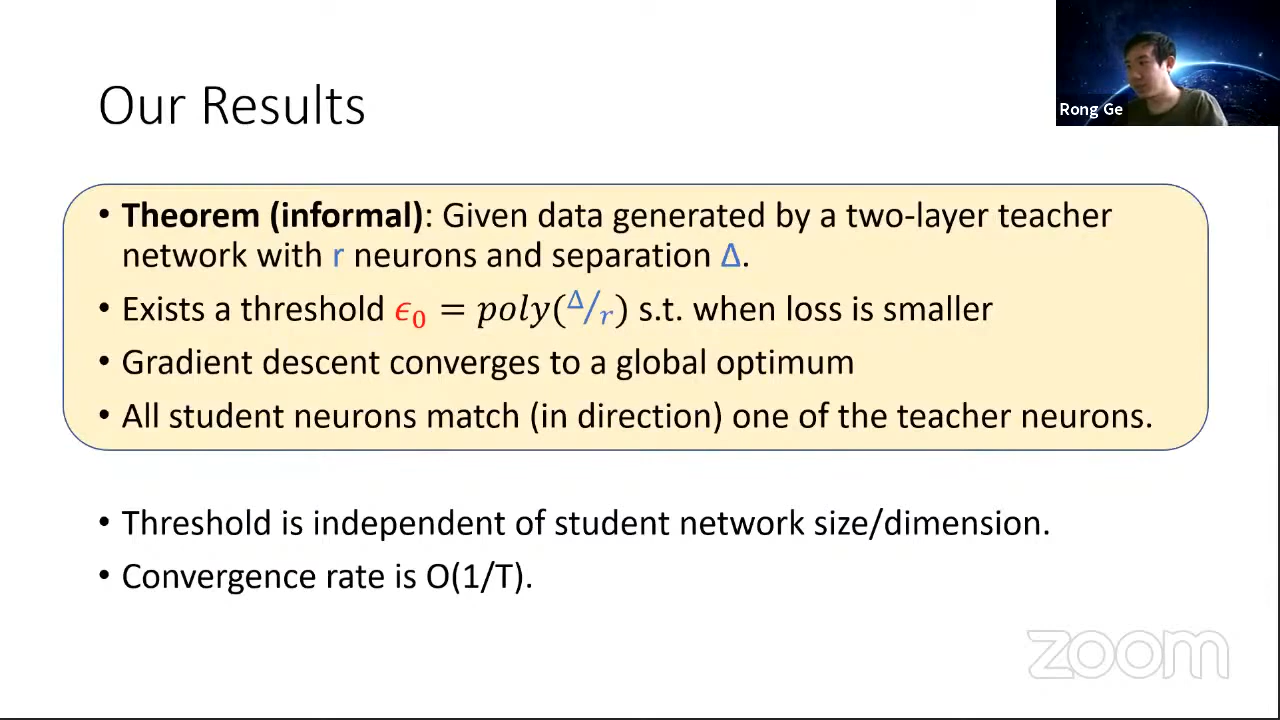 Our Results
Rong Ge
• Theorem (informal): Given data generated by a two-layer teacher
network with r neurons and separation Δ.
• Exists a threshold ϵ₀ = poly(Δ/r) s.t. when loss is smaller
• Gradient descent converges to a global optimum
• All student neurons match (in direction) one of the teacher neurons.
• Threshold is independent of student network size/dimension.
• Convergence rate is O(1/T).
zoom